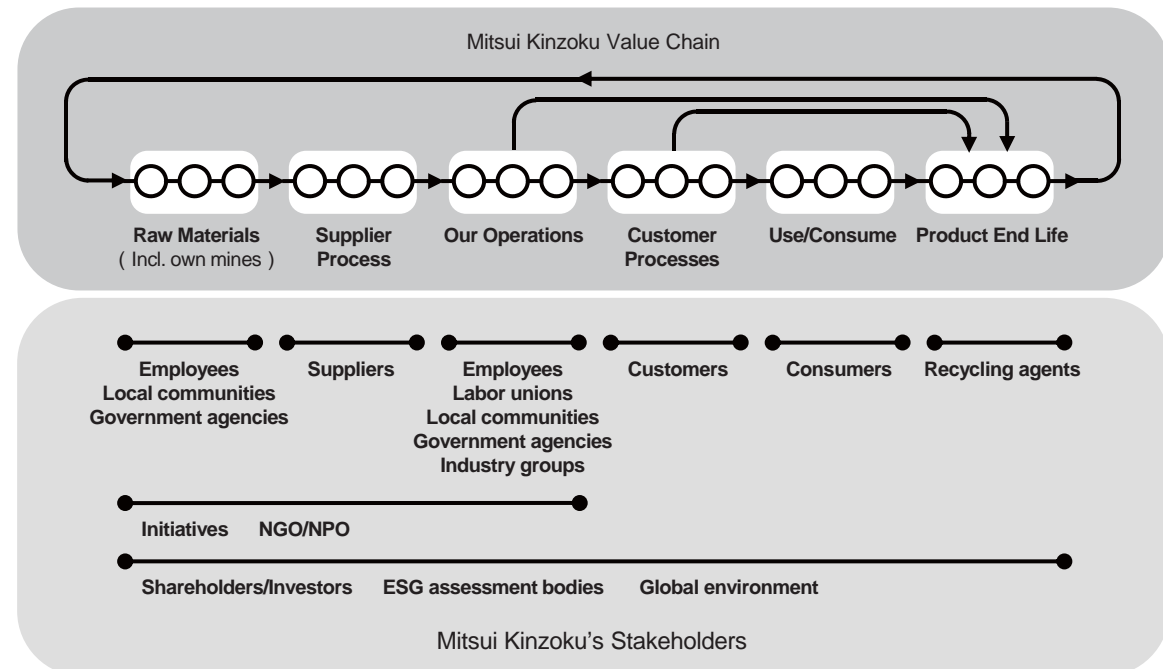 Mitsui Kinzoku Value Chain
Raw Materials
( Incl. own mines )
Supplier
Process
Our Operations
Customer
Processes
Use/Consume
Product End Life
Employees
Local communities
Government agencies
Suppliers
Employees
Labor unions
Local communities
Government agencies
Industry groups
Customers
Consumers
Recycling agents
Initiatives NGO/NPO
Shareholders/Investors ESG assessment bodies Global environment
Mitsui Kinzoku's Stakeholders